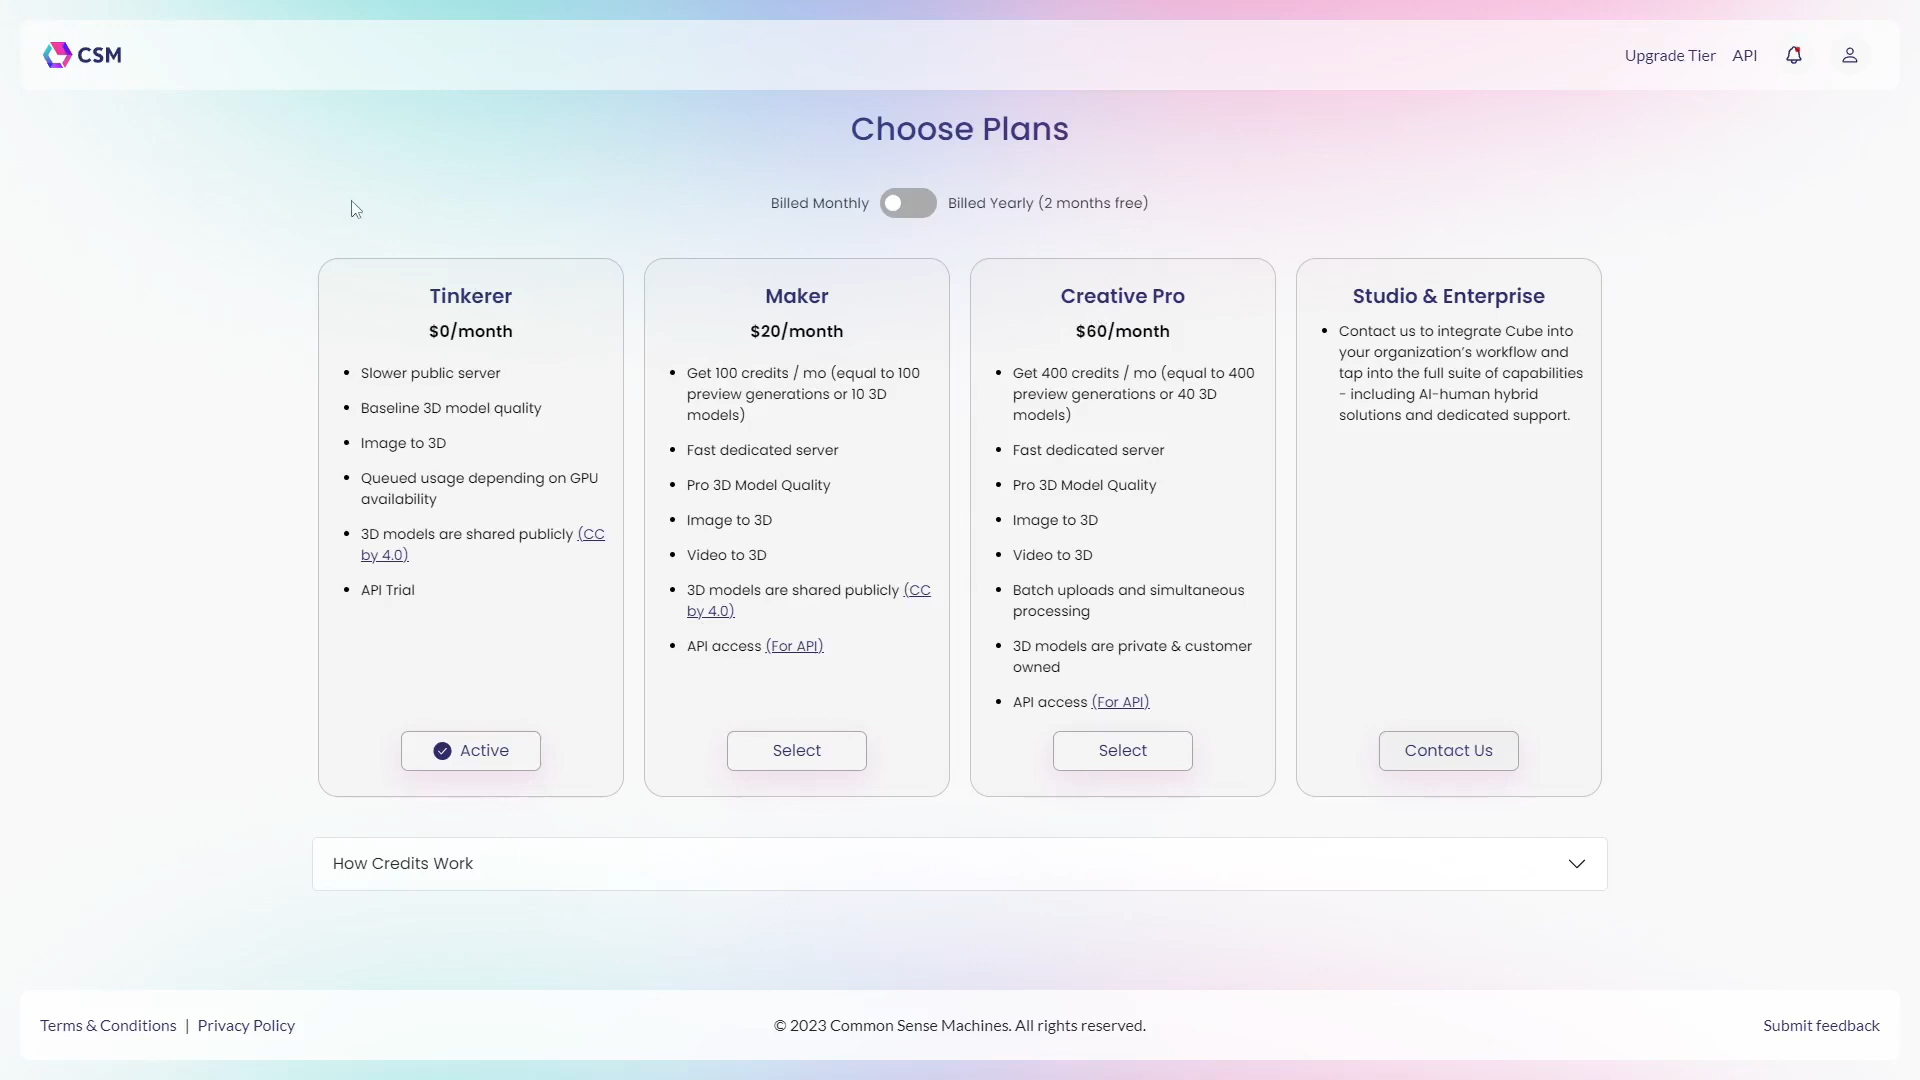 CSM
Upgrade Tier API
Choose Plans
Billed Monthly Billed Yearly (2 months free)
Tinkerer
$0/month
Slower public server
Baseline 3D model quality
Image to 3D
Queued usage depending on GPU
availability
3D models are shared publicly (CC
by 4.0)
API Trial
Active
Maker
$20/month
Get 100 credits / mo (equal to 100
preview generations or 10 3D
models)
Fast dedicated server
Pro 3D Model Quality
Image to 3D
Video to 3D
3D models are shared publicly (CC
by 4.0)
API access (For API)
Select
Creative Pro
$60/month
Get 400 credits / mo (equal to 400
preview generations or 40 3D
models)
Fast dedicated server
Pro 3D Model Quality
Image to 3D
Video to 3D
Batch uploads and simultaneous
processing
3D models are private & customer
owned
API access (For API)
Select
Studio & Enterprise
Contact us to integrate Cube into
your organization’s workflow and
tap into the full suite of capabilities
- including AI-human hybrid
solutions and dedicated support.
Contact Us
How Credits Work
Terms & Conditions | Privacy Policy
© 2023 Common Sense Machines. All rights reserved.
Submit feedback